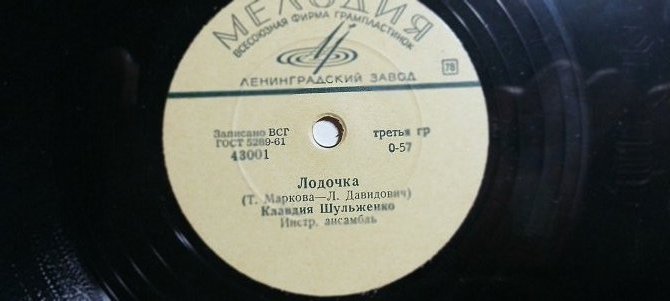 МЕЛОДИЯ
ВСЕСОЮЗНАЯ ФИРМА ГРАМПЛАСТИНОК
ЛЕНИНГРАДСКИЙ ЗАВОД
78
Записано ВСГ
ГОСТ 5289-61
43001
третья гр
0-57
Лодочка
(Т. Маркова—Л. Давидович)
Клавдия Шульженко
Инстр. ансамбль